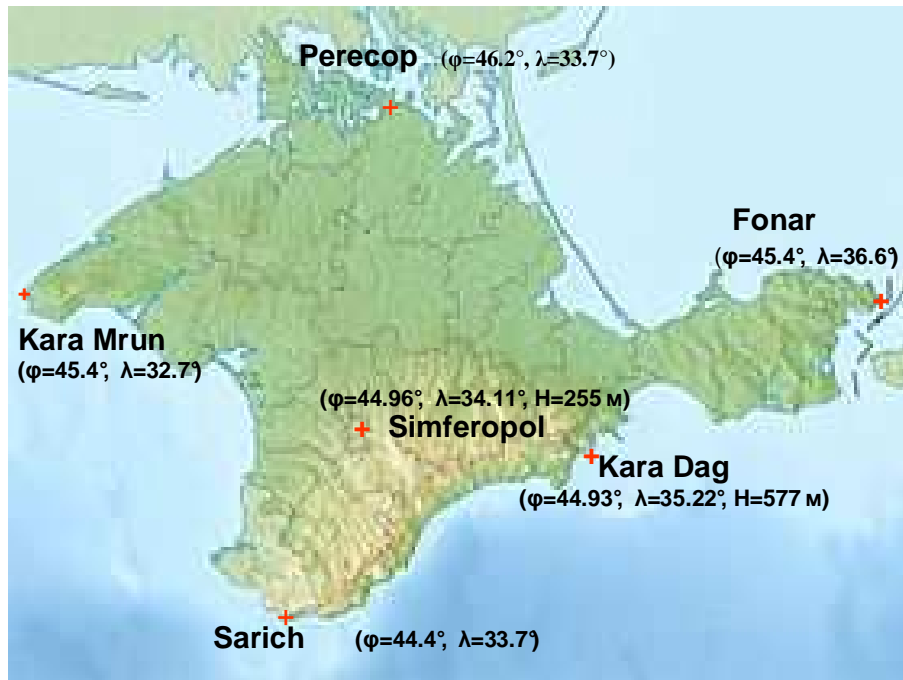 Perecop (φ=46.2°, λ=33.7°)
Fonar
(φ=45.4°, λ=36.6°)
Kara Mrun
(φ=45.4°, λ=32.7°)
(φ=44.96°, λ=34.11°, H=255 м)
Simferopol
Kara Dag
(φ=44.93°, λ=35.22°, H=577 м)
Sarich (φ=44.4°, λ=33.7°)